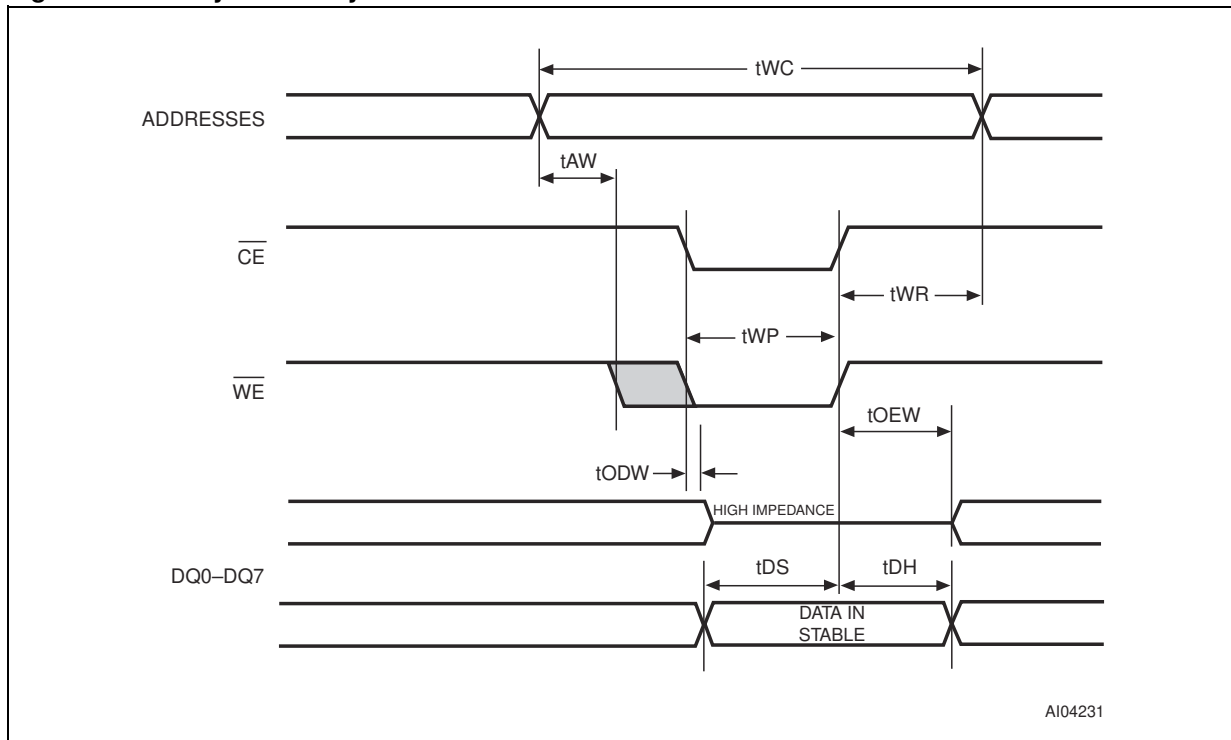 tWC
ADDRESSES
tAW
CE
tWR
tWP
WE
tOEW
tODW
HIGH IMPEDANCE
DQ0–DQ7
tDS
tDH
DATA IN
STABLE
AI04231